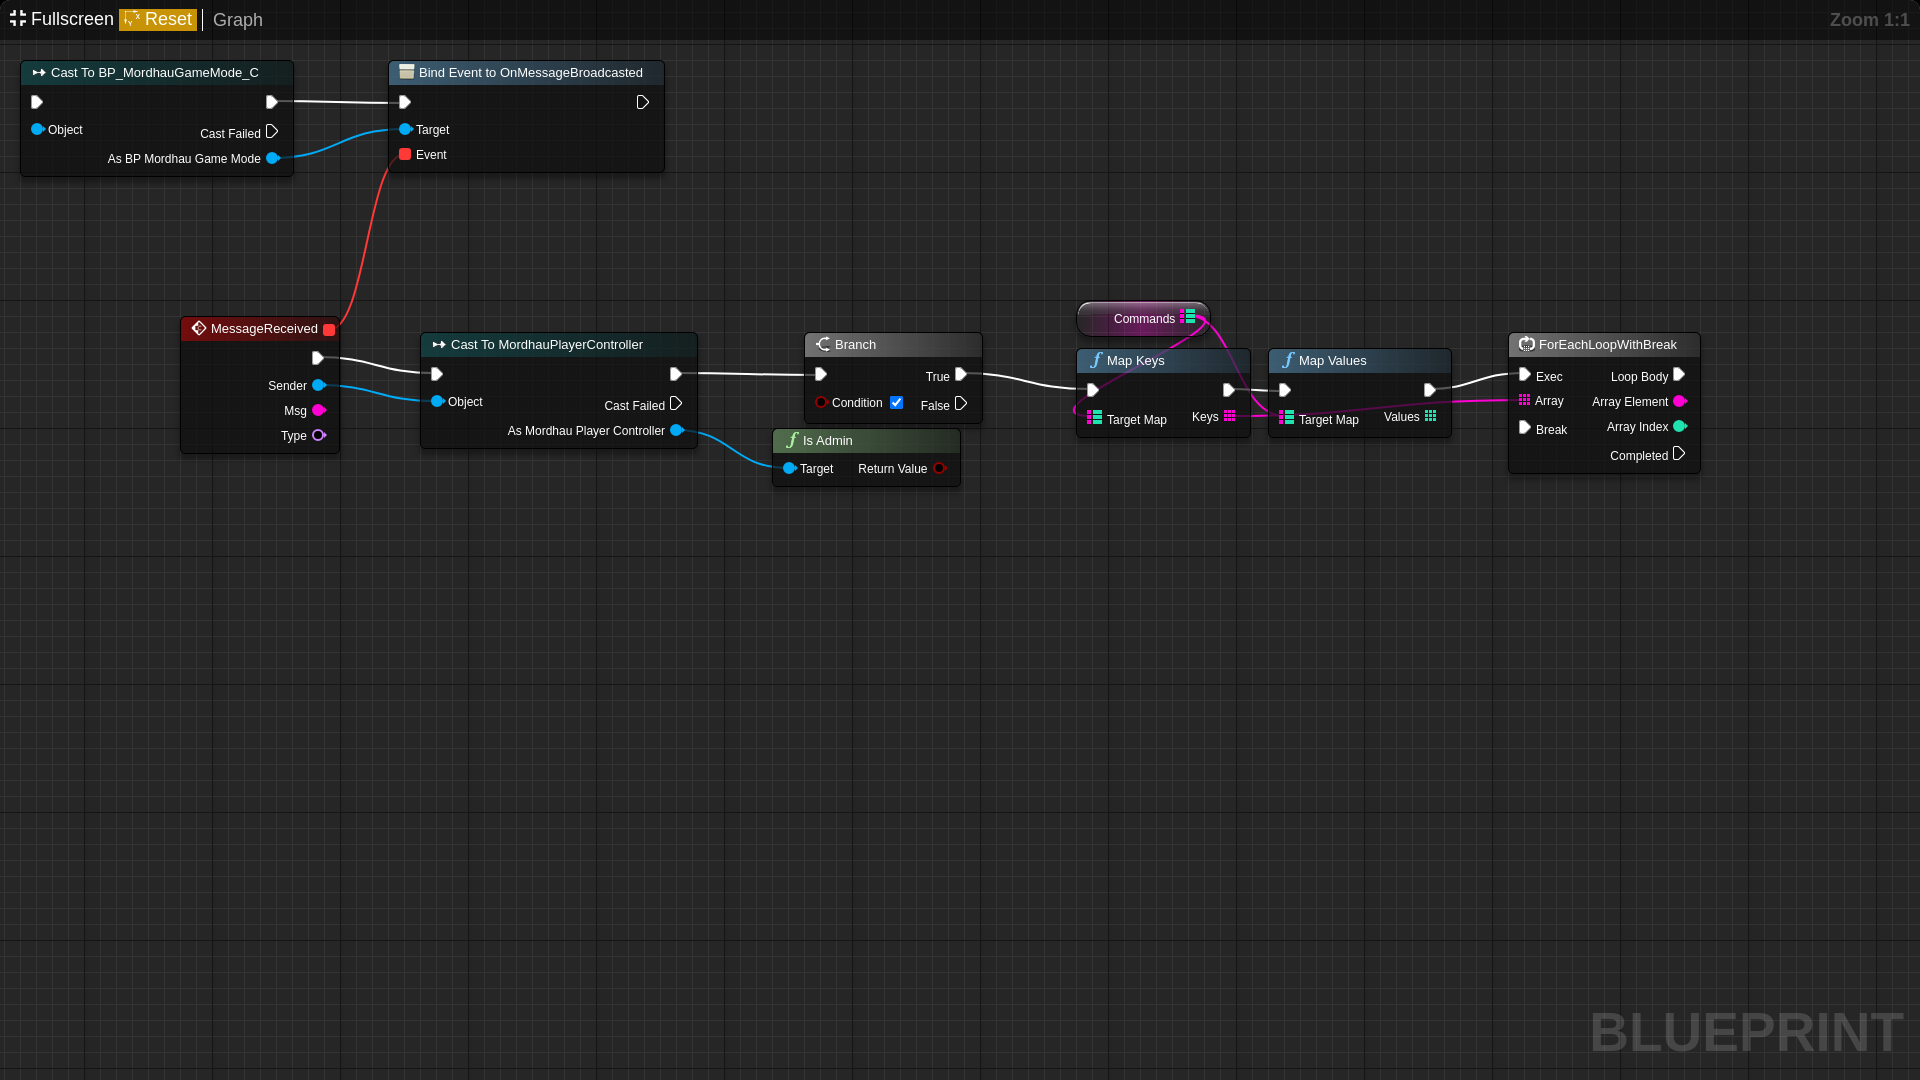 Fullscreen Reset Graph Zoom 1:1
Cast To BP_MordhauGameMode_C
Object
Cast Failed
As BP Mordhau Game Mode
Bind Event to OnMessageBroadcasted
Target
Event
MessageReceived
Sender
Msg
Type
Cast To MordhauPlayerController
Object
Cast Failed
As Mordhau Player Controller
Branch
True
Condition
False
Is Admin
Target Return Value
Commands
Map Keys
Target Map Keys
Map Values
Target Map Values
ForEachLoopWithBreak
Exec Loop Body
Array Array Element
Array Index
Break
Completed
BLUEPRINT